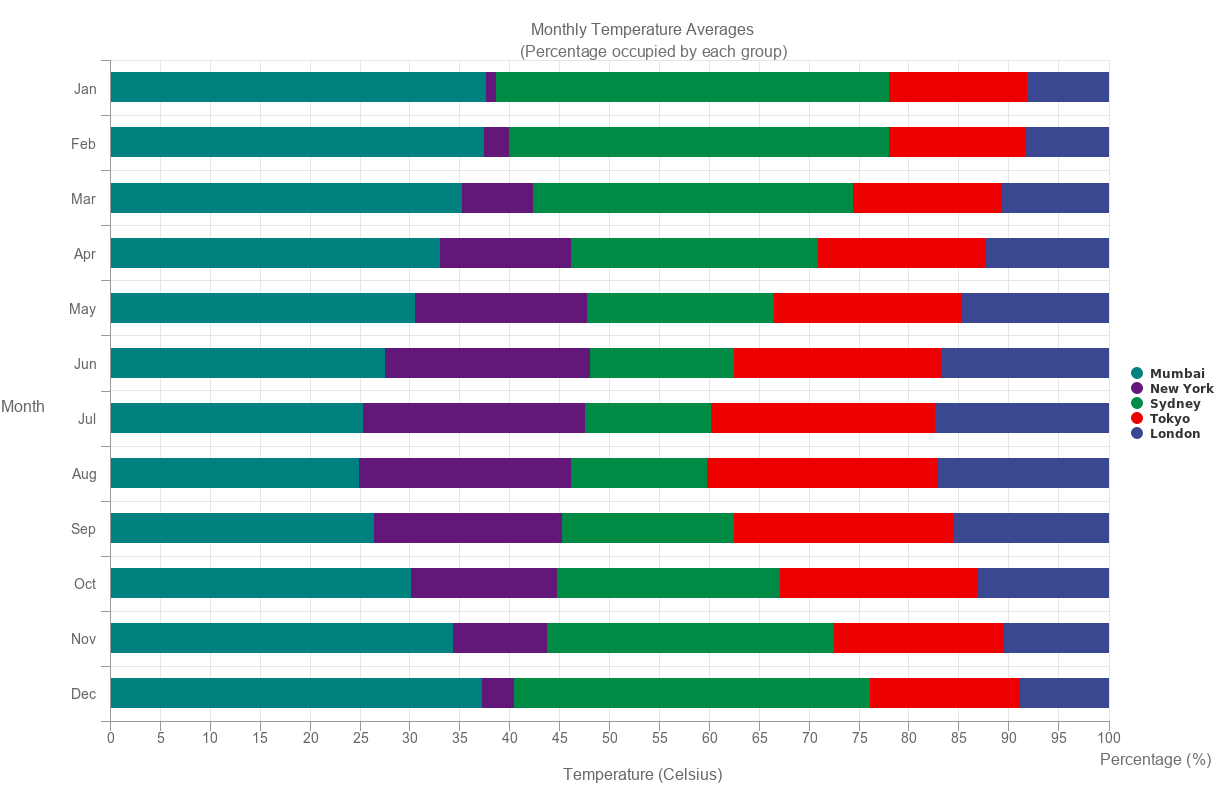 Monthly Temperature Averages
(Percentage occupied by each group)
Jan
Feb
Mar
Apr
May
Jun
Jul
Aug
Sep
Oct
Nov
Dec
Month
Mumbai
New York
Sydney
Tokyo
London
0 5 10 15 20 25 30 35 40 45 50 55 60 65 70 75 80 85 90 95 100
Percentage (%)
Temperature (Celsius)